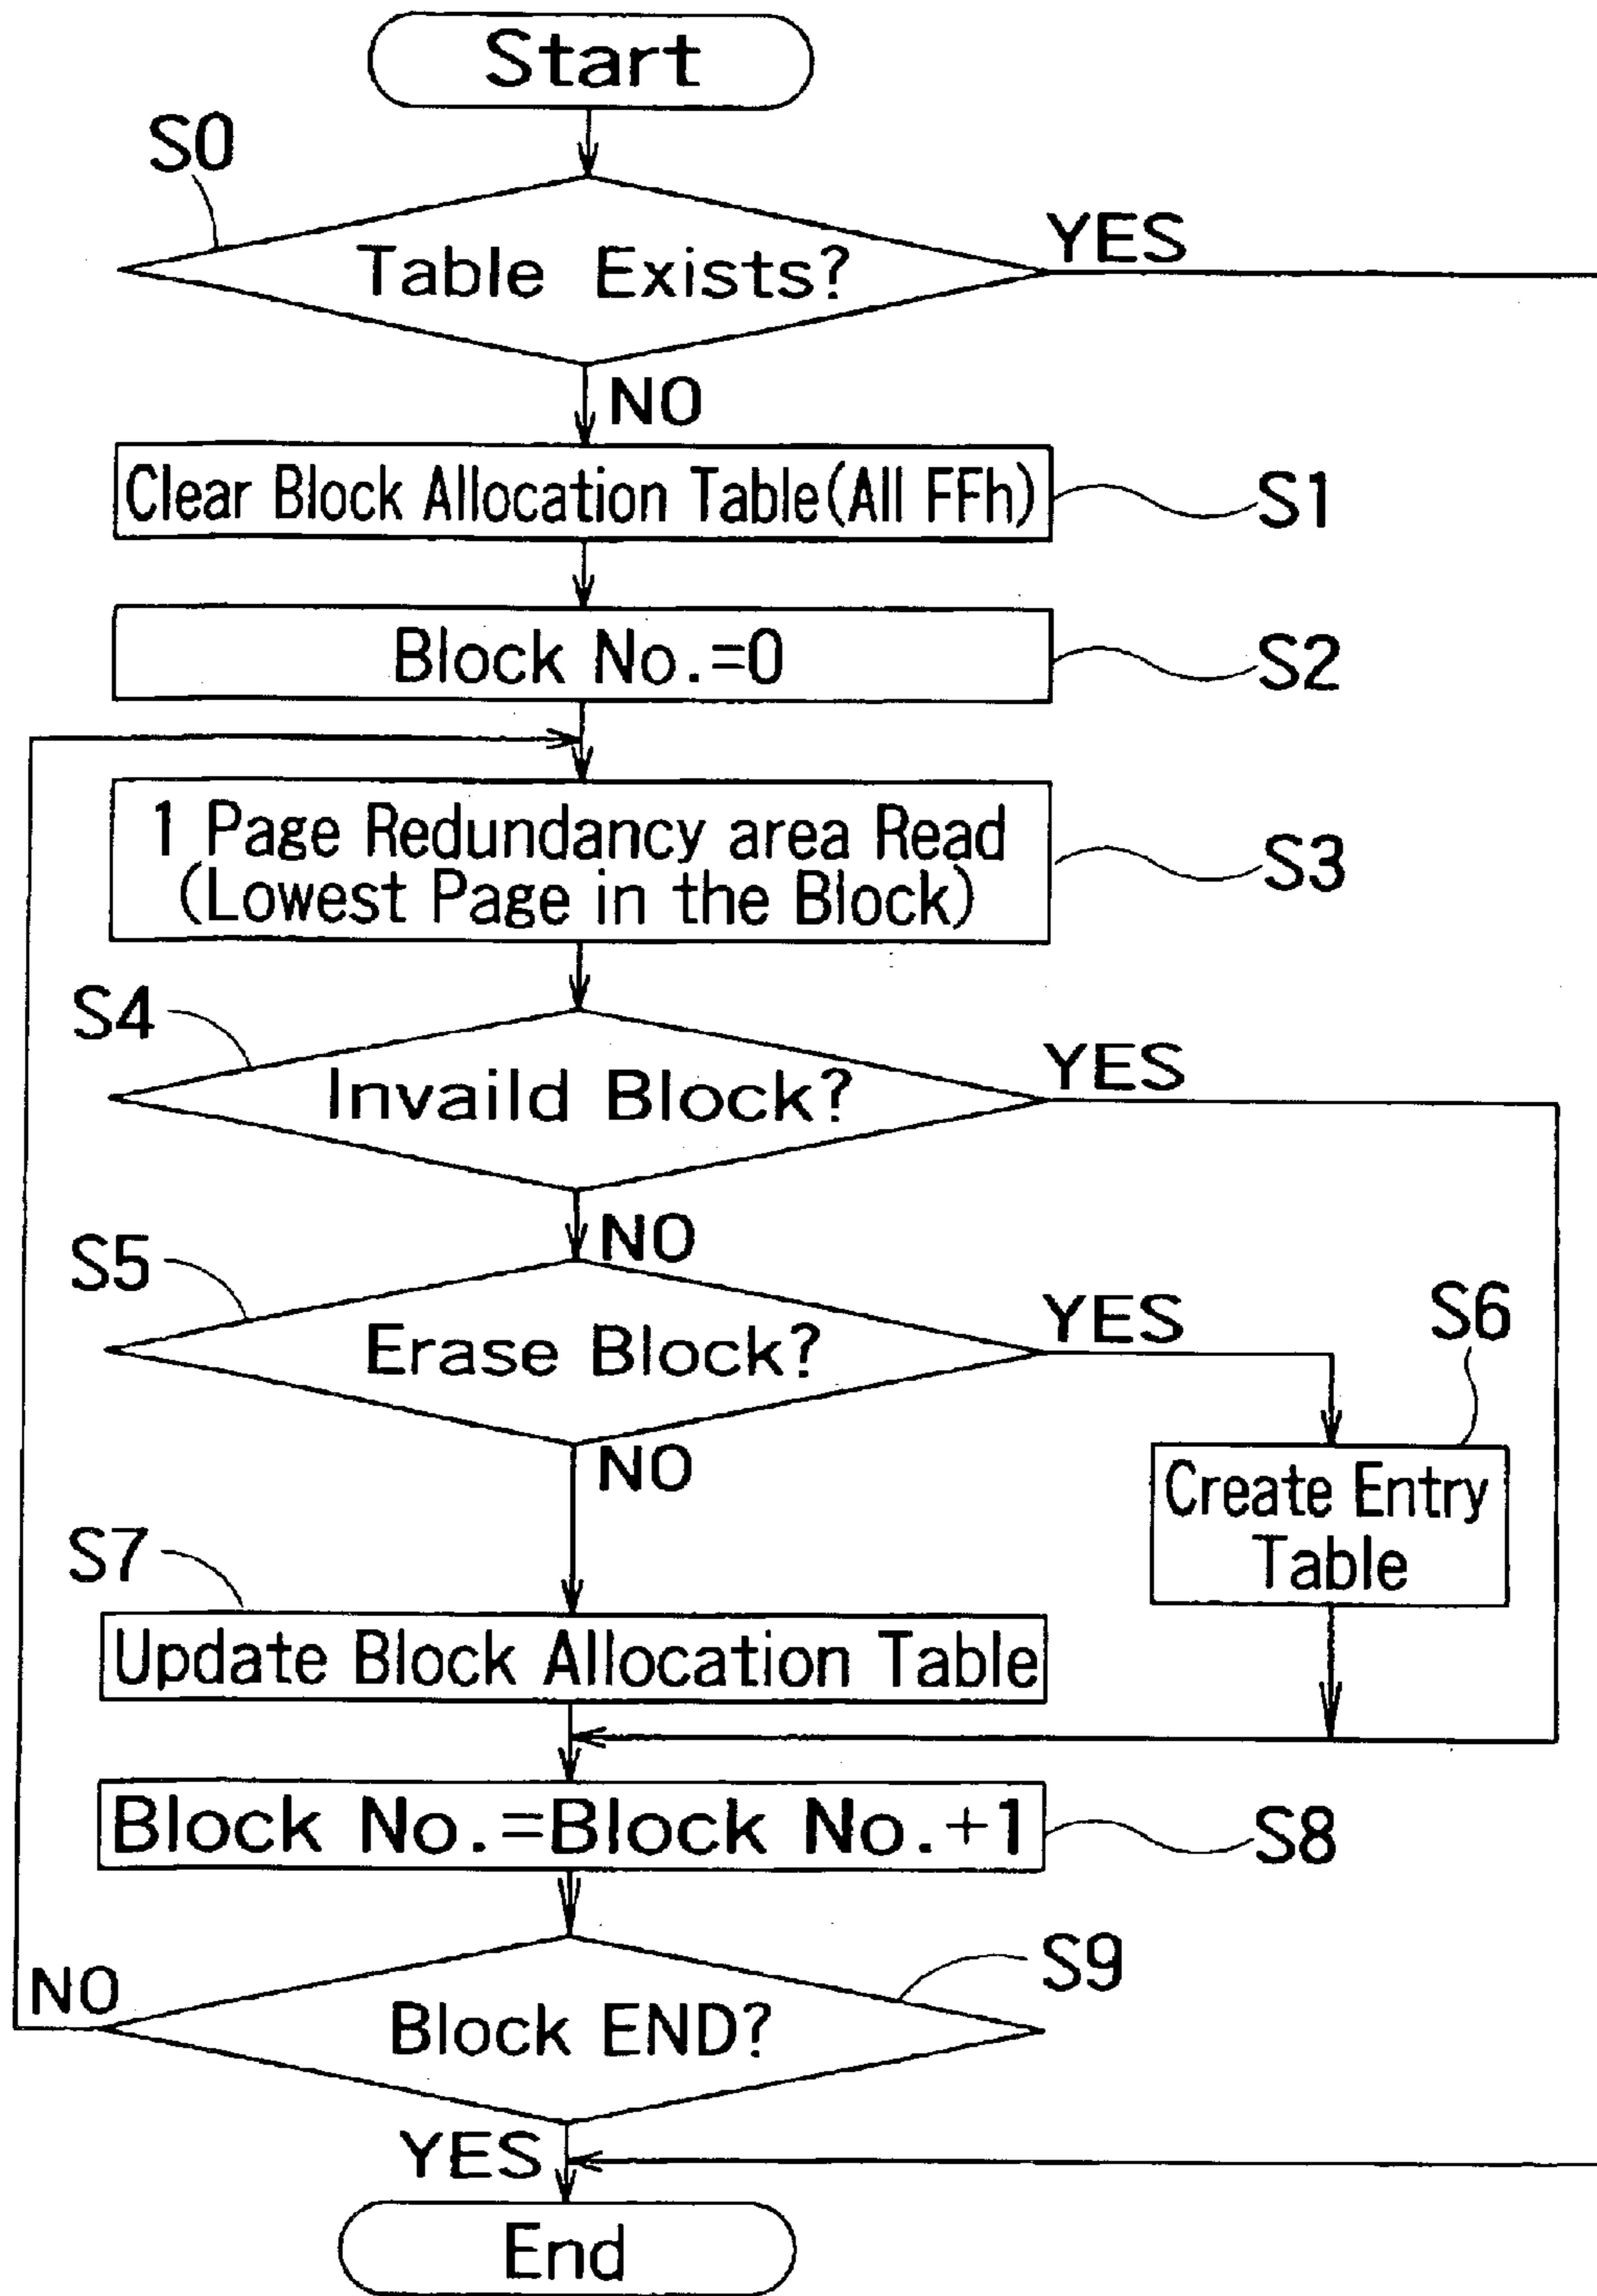 Start
S0
Table Exists?
YES
NO
Clear Block Allocation Table(All FFh)
S1
Block No.=0
S2
1 Page Redundancy area Read
(Lowest Page in the Block)
S3
S4
Invaild Block?
YES
NO
S5
Erase Block?
YES
S6
NO
Create Entry
Table
S7
Update Block Allocation Table
Block No.=Block No.+1
S8
S9
NO
Block END?
YES
End